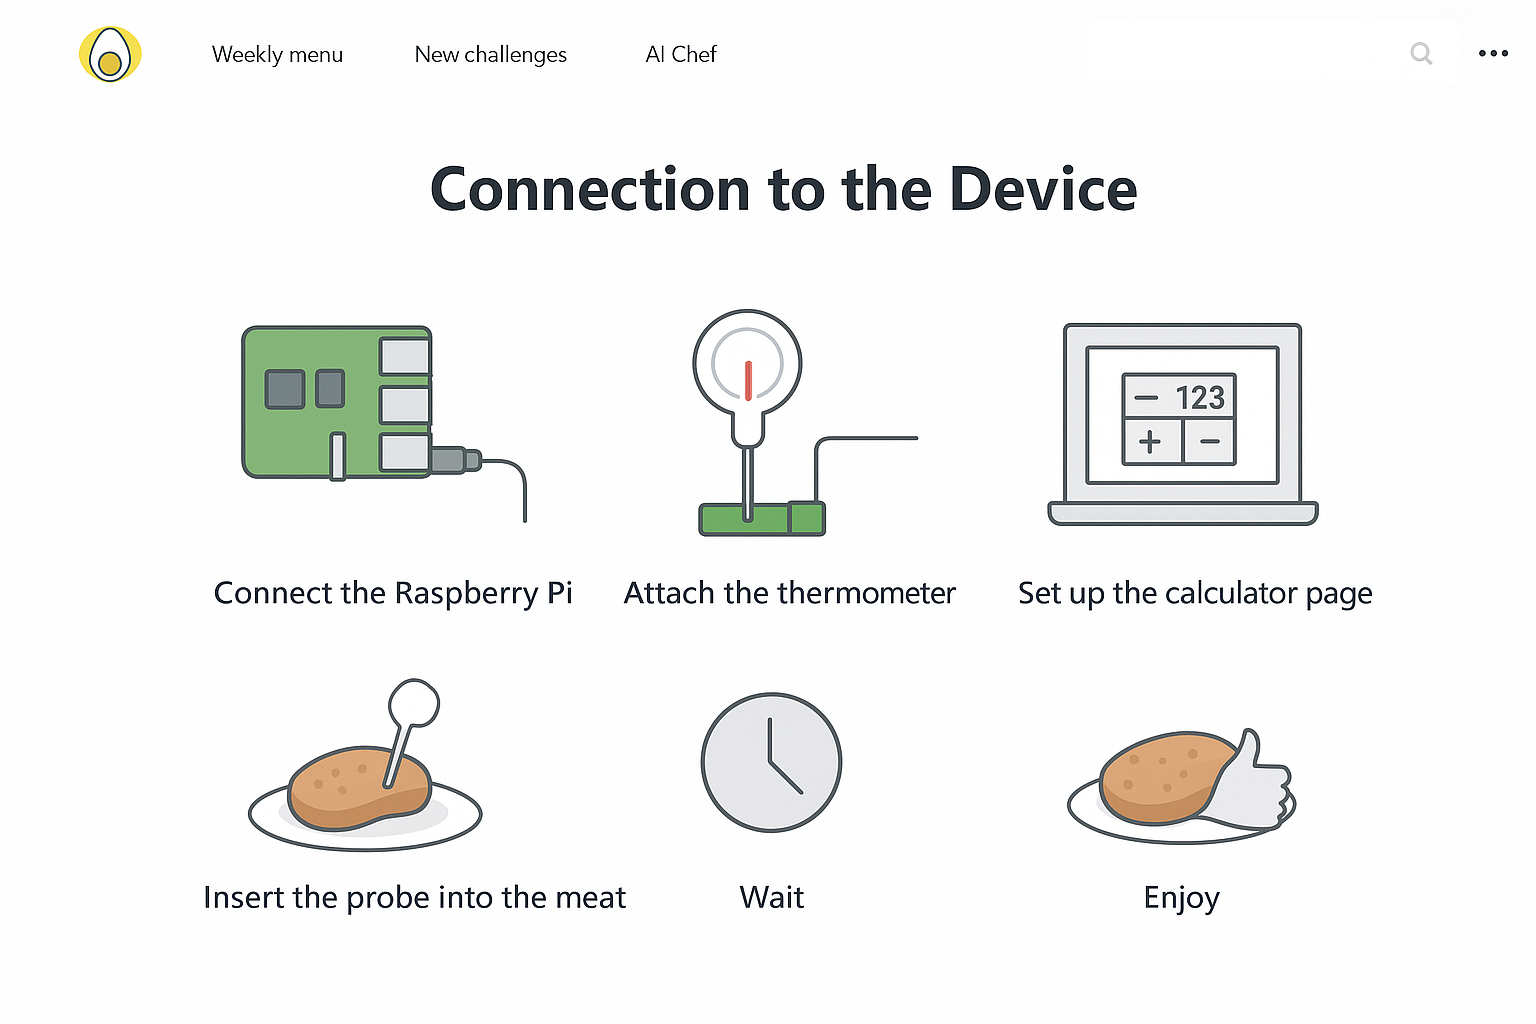 Weekly menu
New challenges
AI Chef
Connection to the Device
— 123
+ −
Connect the Raspberry Pi
Attach the thermometer
Set up the calculator page
Insert the probe into the meat
Wait
Enjoy